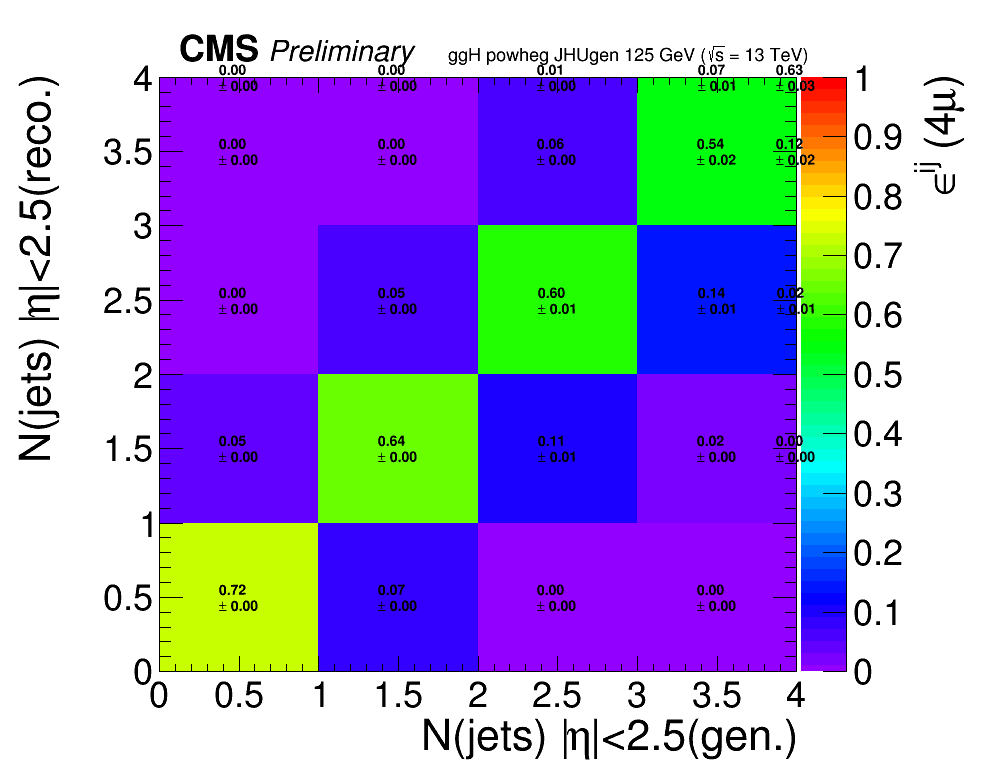 CMS Preliminary ggH powheg JHUgen 125 GeV (√s = 13 TeV)
0.00 0.00 0.01 0.07 0.63
± 0.00 ± 0.00 ± 0.00 ± 0.01 ± 0.03
0.00 0.00 0.06 0.54 0.12
± 0.00 ± 0.00 ± 0.00 ± 0.02 ± 0.02
0.00 0.05 0.60 0.14 0.02
± 0.00 ± 0.00 ± 0.01 ± 0.01 ± 0.01
0.05 0.64 0.11 0.02 0.00
± 0.00 ± 0.00 ± 0.01 ± 0.00 ± 0.00
0.72 0.07 0.00 0.00
± 0.00 ± 0.00 ± 0.00 ± 0.00
4
3.5
3
2.5
2
1.5
1
0.5
0
N(jets) |η|<2.5(reco.)
0 0.5 1 1.5 2 2.5 3 3.5 4
N(jets) |η|<2.5(gen.)
1
0.9
0.8
0.7
0.6
0.5
0.4
0.3
0.2
0.1
0
ϵ^ij (4μ)